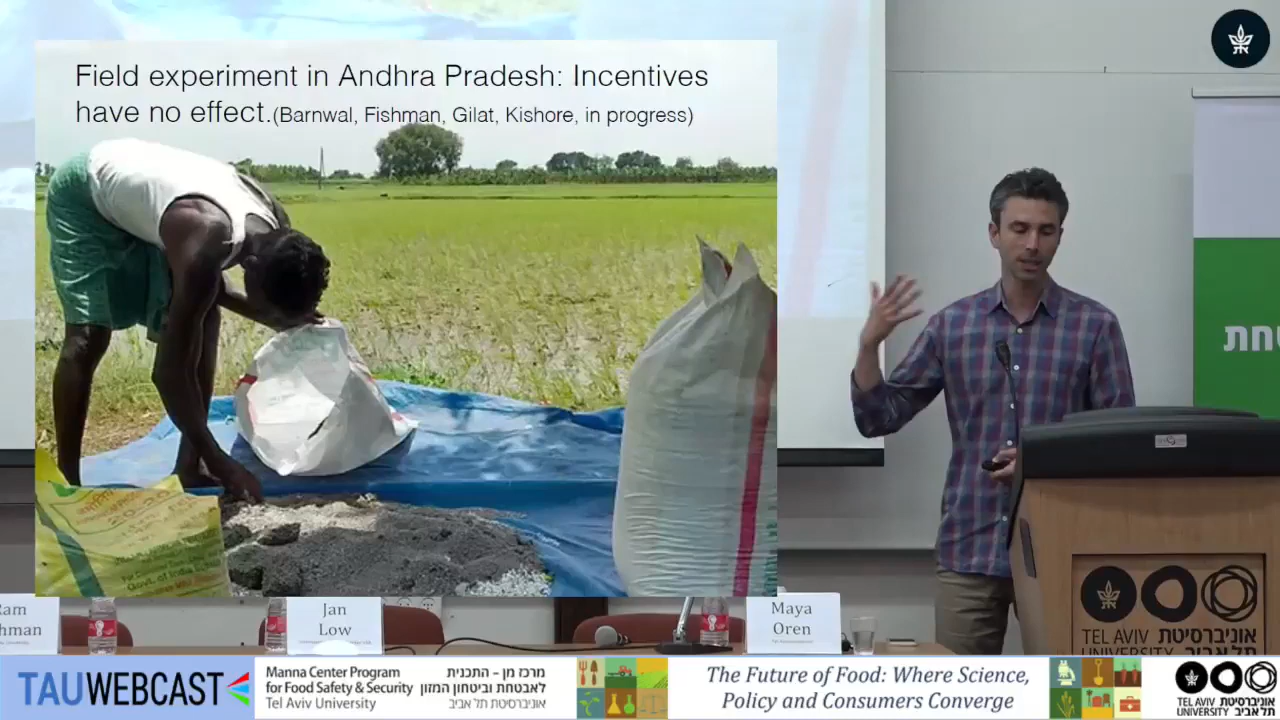 Field experiment in Andhra Pradesh: Incentives
have no effect.(Barnwal, Fishman, Gilat, Kishore, in progress)
Govt. of India
Jan
Low
Maya
Oren
TEL AVIV אוניברסיטת
UNIVERSITY תל אביב
TAUWEBCAST
Manna Center Program
for Food Safety & Security
Tel Aviv University
מרכז מן – התכנית
לאבטחת וביטחון המזון
אוניברסיטת תל אביב
The Future of Food: Where Science,
Policy and Consumers Converge
TEL AVIV אוניברסיטת
UNIVERSITY תל אביב